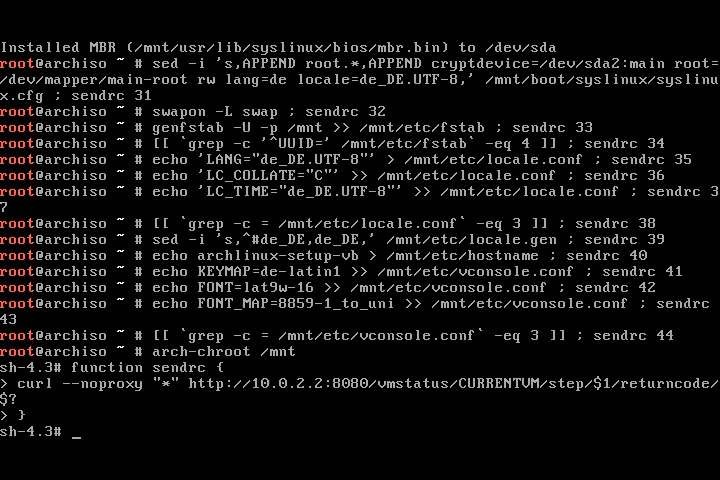 Installed MBR (/mnt/usr/lib/syslinux/bios/mbr.bin) to /dev/sda
root@archiso ~ # sed -i 's,APPEND root.*,APPEND cryptdevice=/dev/sda2:main root=
/dev/mapper/main-root rw lang=de locale=de_DE.UTF-8,' /mnt/boot/syslinux/syslinu
x.cfg ; sendrc 31
root@archiso ~ # swapon -L swap ; sendrc 32
root@archiso ~ # genfstab -U -p /mnt >> /mnt/etc/fstab ; sendrc 33
root@archiso ~ # [[ `grep -c '^UUID=' /mnt/etc/fstab` -eq 4 ]] ; sendrc 34
root@archiso ~ # echo 'LANG="de_DE.UTF-8"' > /mnt/etc/locale.conf ; sendrc 35
root@archiso ~ # echo 'LC_COLLATE="C"' >> /mnt/etc/locale.conf ; sendrc 36
root@archiso ~ # echo 'LC_TIME="de_DE.UTF-8"' >> /mnt/etc/locale.conf ; sendrc 3
7
root@archiso ~ # [[ `grep -c = /mnt/etc/locale.conf` -eq 3 ]] ; sendrc 38
root@archiso ~ # sed -i 's,^#de_DE,de_DE,' /mnt/etc/locale.gen ; sendrc 39
root@archiso ~ # echo archlinux-setup-vb > /mnt/etc/hostname ; sendrc 40
root@archiso ~ # echo KEYMAP=de-latin1 >> /mnt/etc/vconsole.conf ; sendrc 41
root@archiso ~ # echo FONT=lat9w-16 >> /mnt/etc/vconsole.conf ; sendrc 42
root@archiso ~ # echo FONT_MAP=8859-1_to_uni >> /mnt/etc/vconsole.conf ; sendrc 
43
root@archiso ~ # [[ `grep -c = /mnt/etc/vconsole.conf` -eq 3 ]] ; sendrc 44
root@archiso ~ # arch-chroot /mnt
sh-4.3# function sendrc {
> curl --noproxy "*" http://10.0.2.2:8080/vmstatus/CURRENTVM/step/$1/returncode/
$?
> }
sh-4.3# _